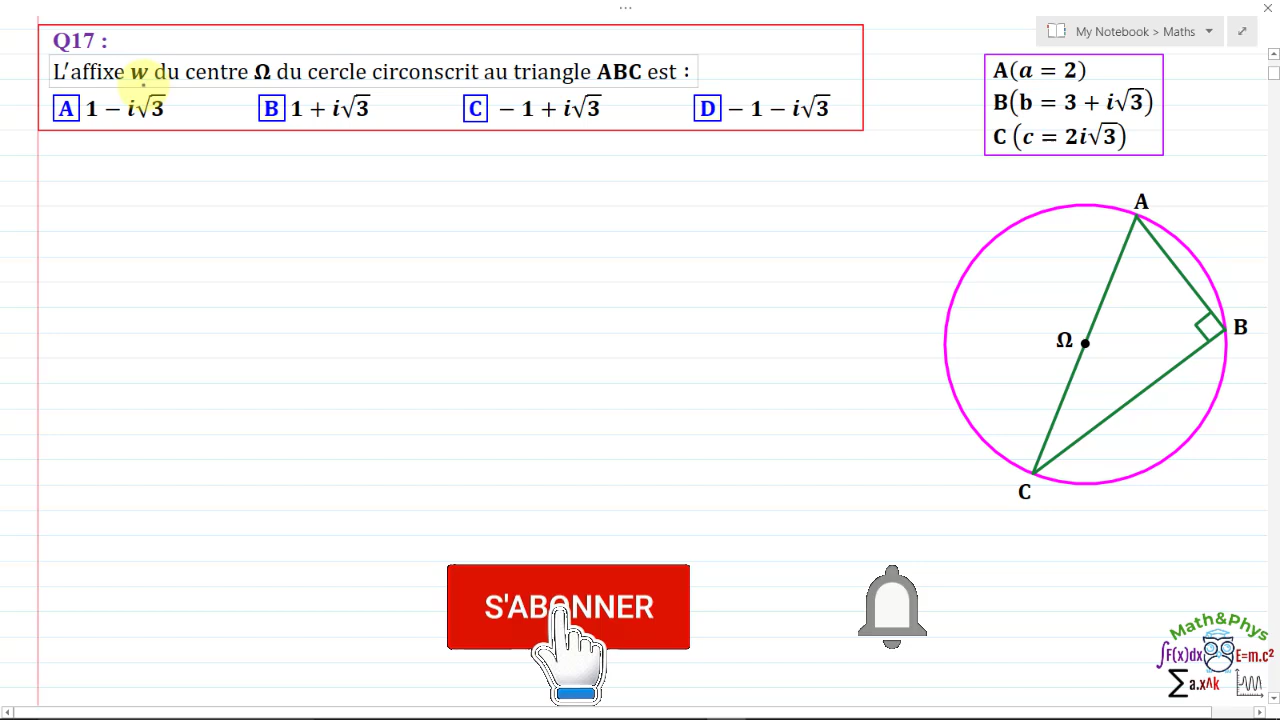 My Notebook > Maths
Q17 :
L'affixe w du centre Ω du cercle circonscrit au triangle ABC est :
A 1 − i√3 B 1 + i√3 C − 1 + i√3 D − 1 − i√3
A(a = 2)
B(b = 3 + i√3)
C (c = 2i√3)
A
B
Ω
C
S'ABONNER
Math&Phys
∫F(x)dx E=m.c²
∑ a.x^k